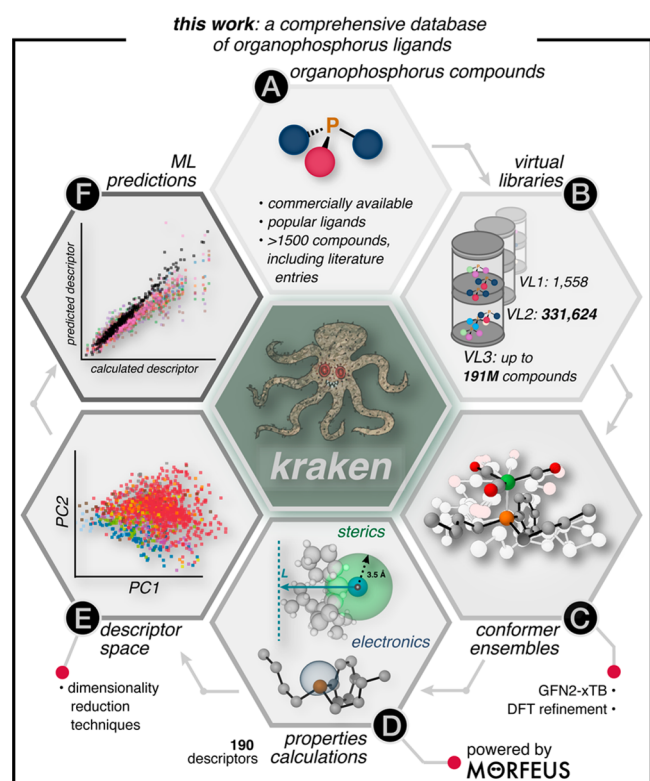 this work: a comprehensive database
of organophosphorus ligands
A
organophosphorus compounds
P
• commercially available
• popular ligands
• >1500 compounds,
including literature
entries
virtual
libraries
B
VL1: 1,558
VL2: 331,624
VL3: up to
191M compounds
C
conformer
ensembles
GFN2-xTB •
DFT refinement •
sterics
L
3.5 Å
electronics
D
properties
calculations
190
descriptors
powered by
MORFEUS
PC2
PC1
E
descriptor
space
• dimensionality
reduction
techniques
ML
predictions
F
predicted descriptor
calculated descriptor
kraken